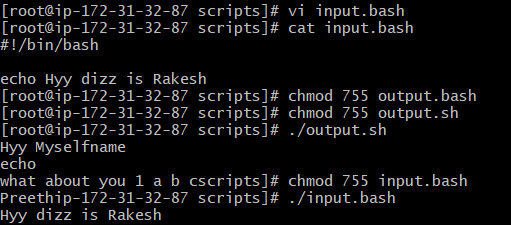 [root@ip-172-31-32-87 scripts]# vi input.bash
[root@ip-172-31-32-87 scripts]# cat input.bash
#!/bin/bash
echo Hyy dizz is Rakesh
[root@ip-172-31-32-87 scripts]# chmod 755 output.bash
[root@ip-172-31-32-87 scripts]# chmod 755 output.sh
[root@ip-172-31-32-87 scripts]# ./output.sh
Hyy Myselfname
echo
what about you 1 a b cscripts]# chmod 755 input.bash
Preethip-172-31-32-87 scripts]# ./input.bash
Hyy dizz is Rakesh